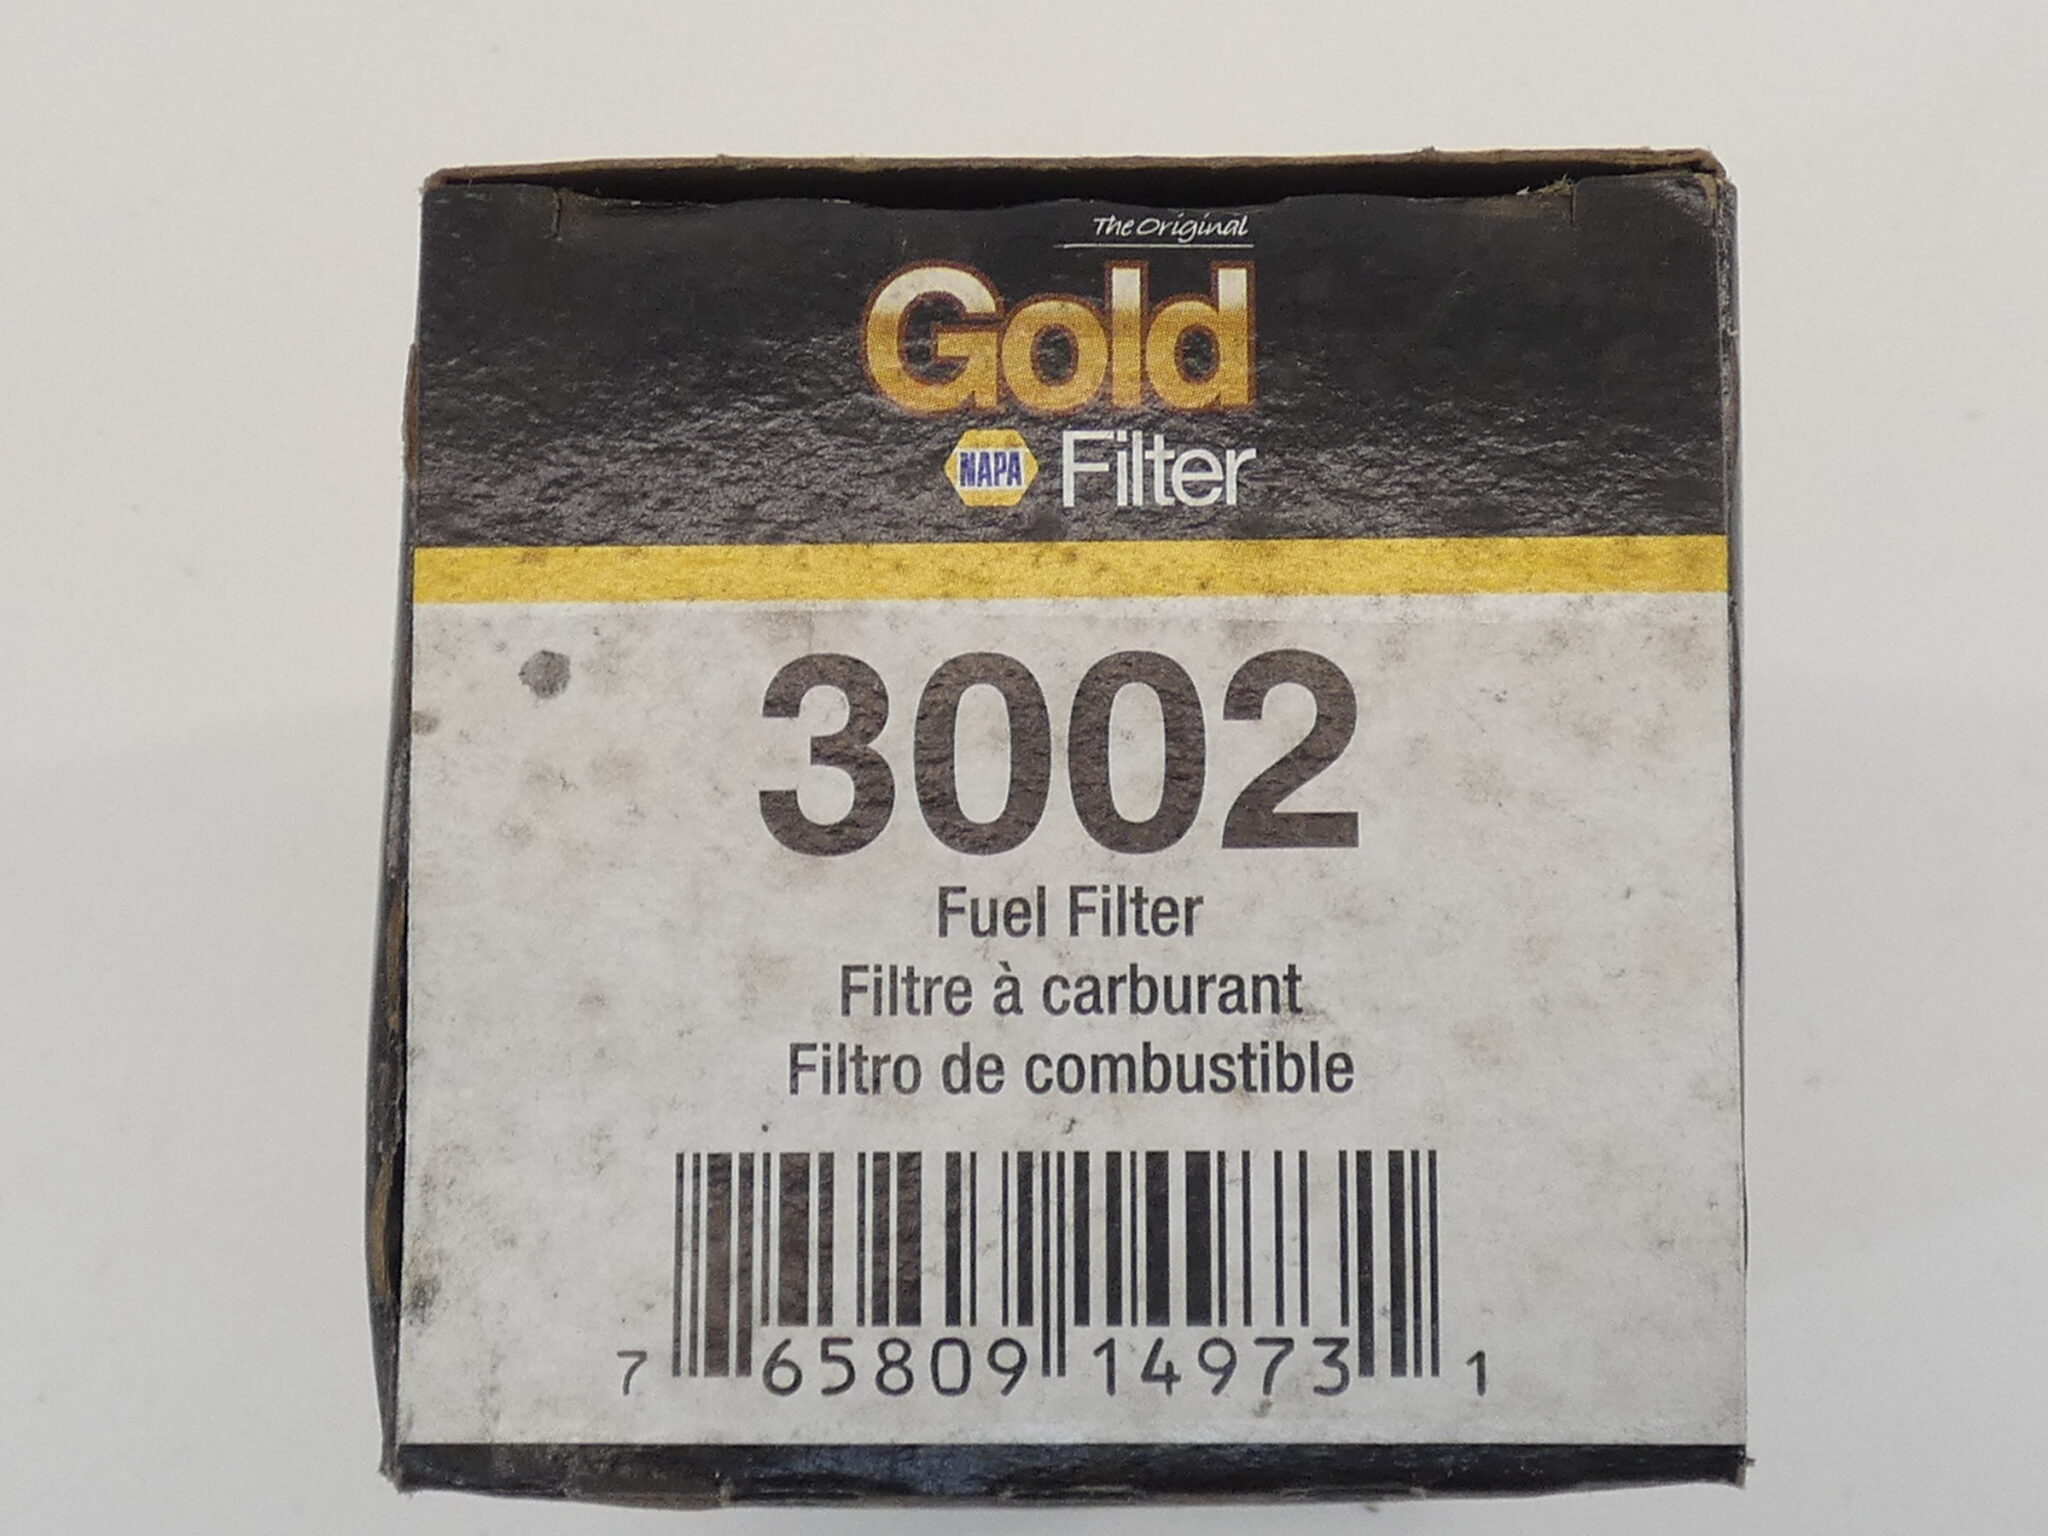 The Original
Gold
NAPA Filter
3002
Fuel Filter
Filtre à carburant
Filtro de combustible
7 65809 14973 1